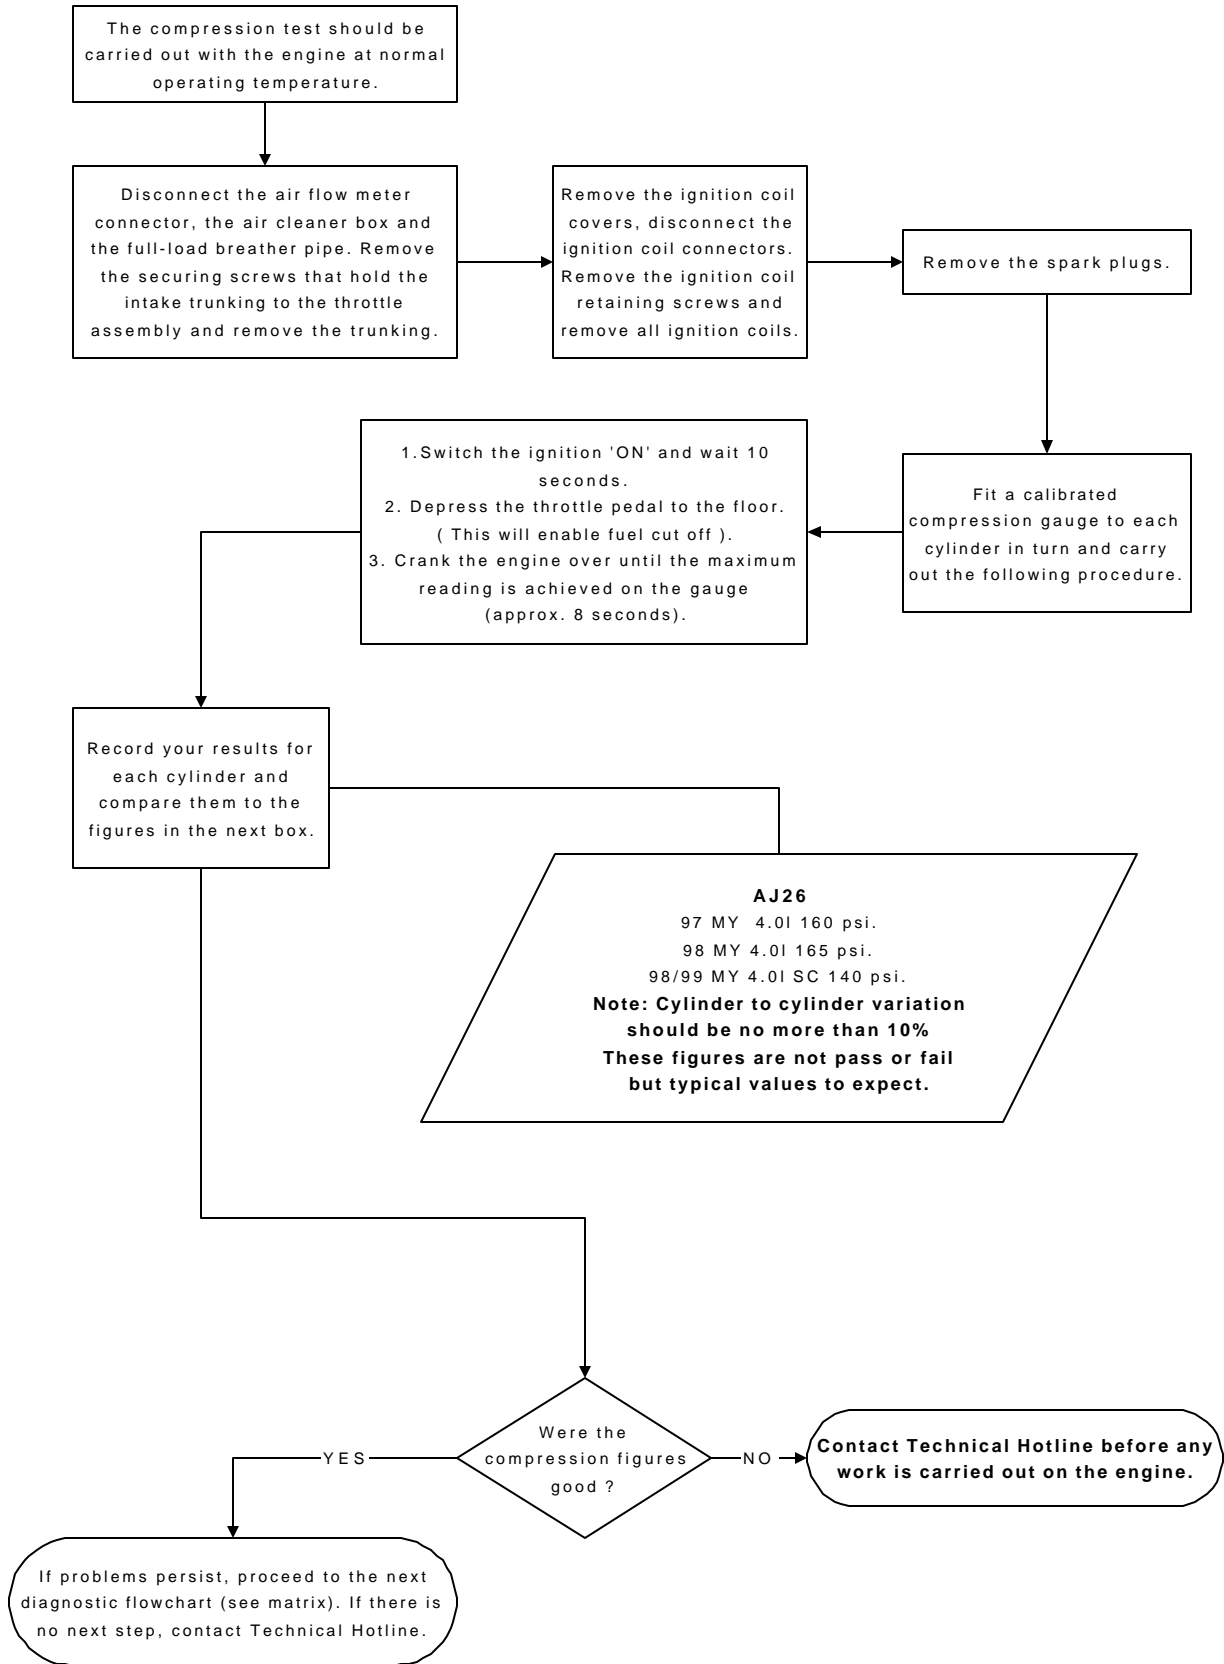 The compression test should be
carried out with the engine at normal
operating temperature.
Disconnect the air flow meter
connector, the air cleaner box and
the full-load breather pipe. Remove
the securing screws that hold the
intake trunking to the throttle
assembly and remove the trunking.
Remove the ignition coil
covers, disconnect the
ignition coil connectors.
Remove the ignition coil
retaining screws and
remove all ignition coils.
Remove the spark plugs.
Fit a calibrated
compression gauge to each
cylinder in turn and carry
out the following procedure.
1.Switch the ignition 'ON' and wait 10
seconds.
2. Depress the throttle pedal to the floor.
( This will enable fuel cut off ).
3. Crank the engine over until the maximum
reading is achieved on the gauge
(approx. 8 seconds).
Record your results for
each cylinder and
compare them to the
figures in the next box.
AJ26
97 MY 4.0l 160 psi.
98 MY 4.0l 165 psi.
98/99 MY 4.0l SC 140 psi.
Note: Cylinder to cylinder variation
should be no more than 10%
These figures are not pass or fail
but typical values to expect.
Were the
compression figures
good ?
YES
NO
Contact Technical Hotline before any
work is carried out on the engine.
If problems persist, proceed to the next
diagnostic flowchart (see matrix). If there is
no next step, contact Technical Hotline.